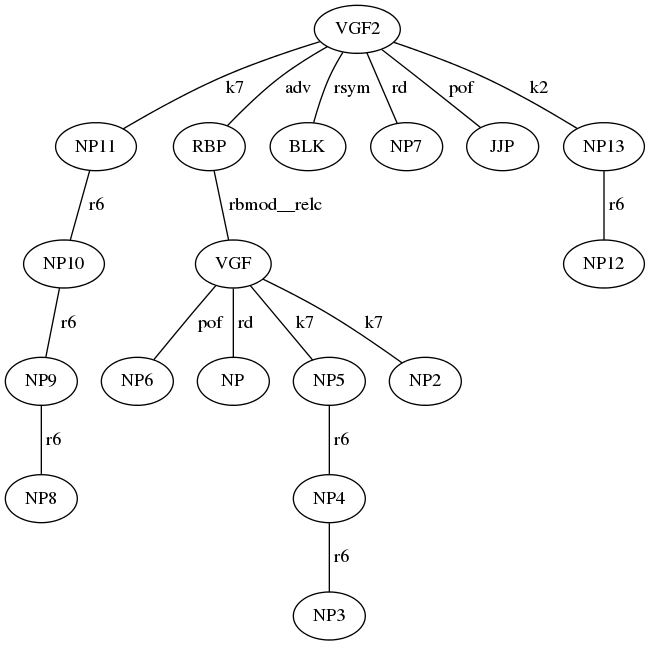 VGF2
k7 adv rsym rd pof k2
NP11 RBP BLK NP7 JJP NP13
r6 rbmod__relc r6
NP10 VGF NP12
r6 pof rd k7 k7
NP9 NP6 NP NP5 NP2
r6 r6
NP8 NP4
r6
NP3